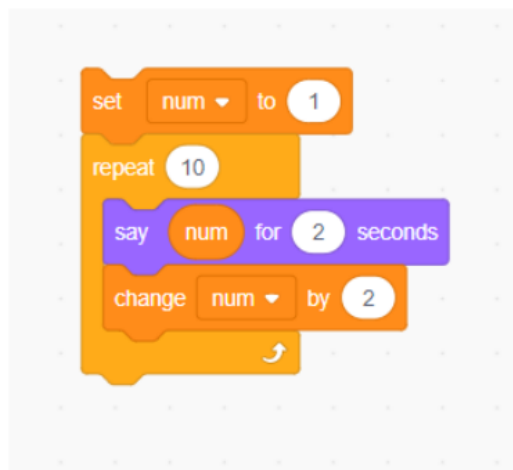 set num to 1
repeat 10
say num for 2 seconds
change num by 2